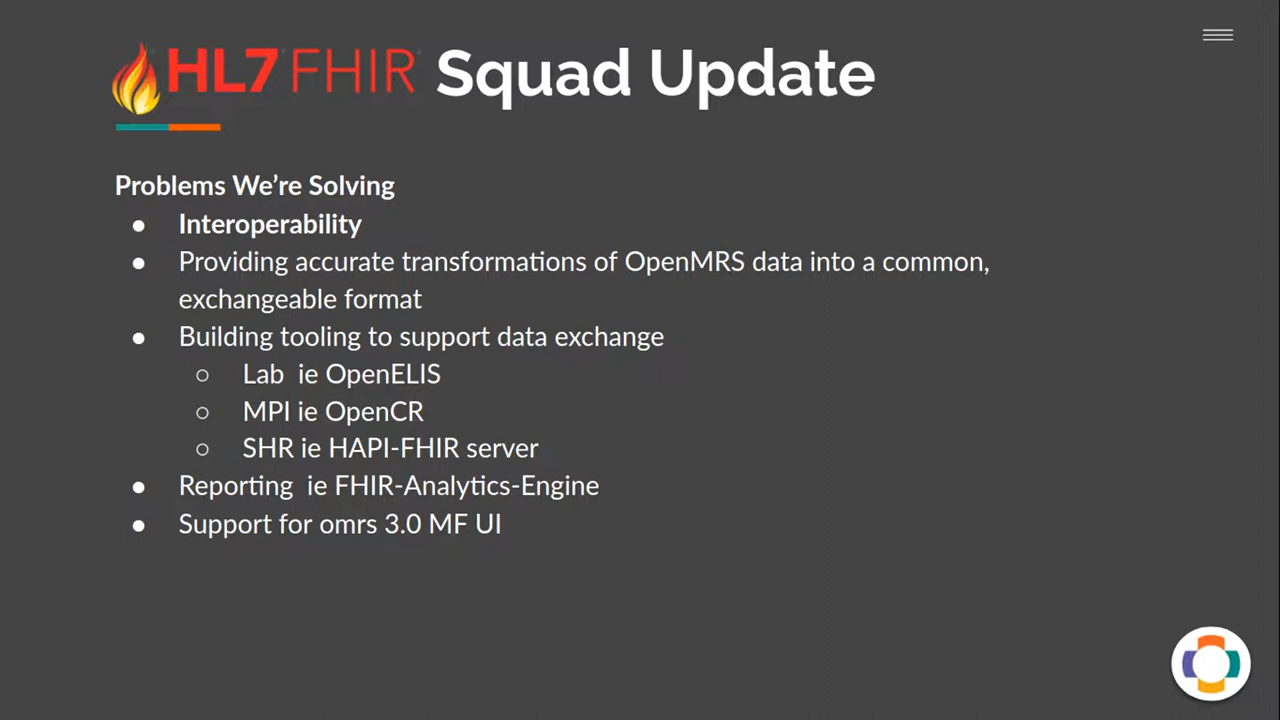 HL7 FHIR Squad Update
Problems We're Solving
● Interoperability
● Providing accurate transformations of OpenMRS data into a common,
exchangeable format
● Building tooling to support data exchange
○ Lab  ie OpenELIS
○ MPI ie OpenCR
○ SHR ie HAPI-FHIR server
● Reporting  ie FHIR-Analytics-Engine
● Support for omrs 3.0 MF UI